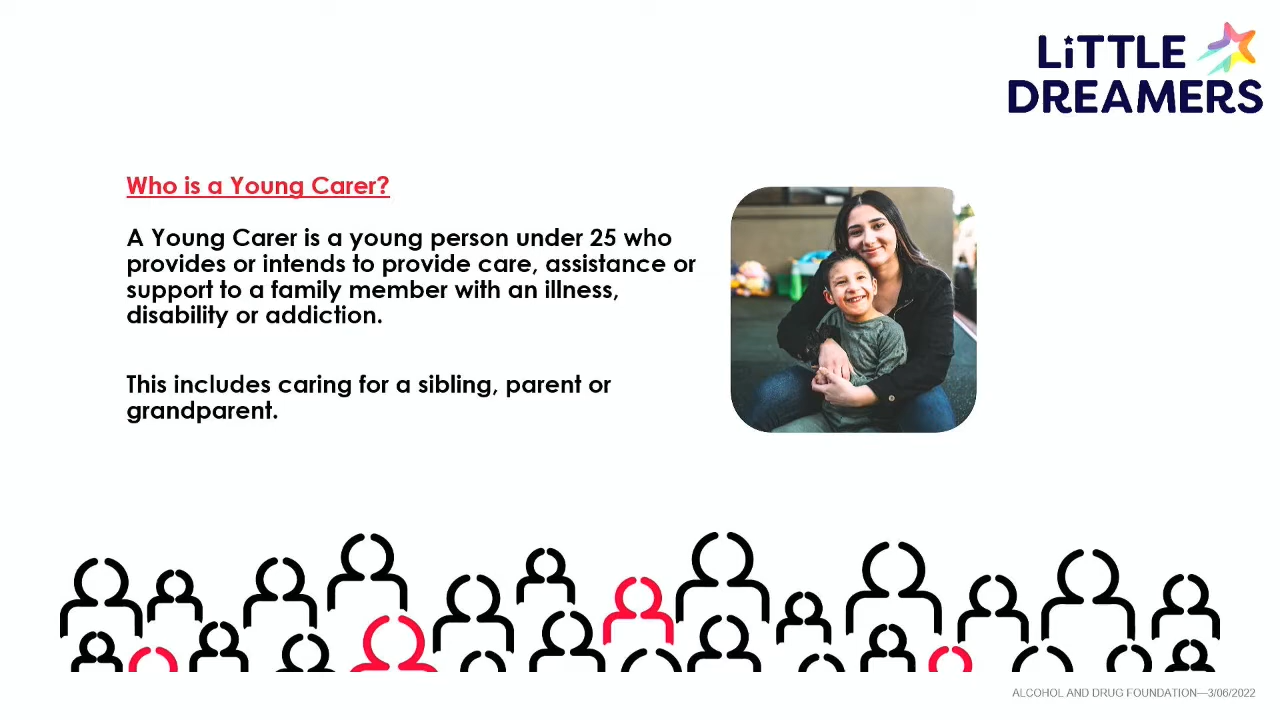 LiTTLE
DREAMERS
Who is a Young Carer?
A Young Carer is a young person under 25 who
provides or intends to provide care, assistance or
support to a family member with an illness,
disability or addiction.
This includes caring for a sibling, parent or
grandparent.
ALCOHOL AND DRUG FOUNDATION—3/06/2022